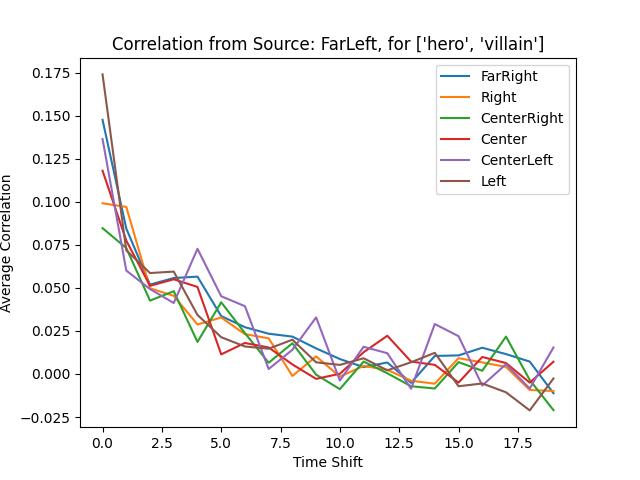 Correlation from Source: FarLeft, for ['hero', 'villain']
0.175
0.150
0.125
0.100
0.075
0.050
0.025
0.000
−0.025
Average Correlation
FarRight
Right
CenterRight
Center
CenterLeft
Left
0.0 2.5 5.0 7.5 10.0 12.5 15.0 17.5
Time Shift